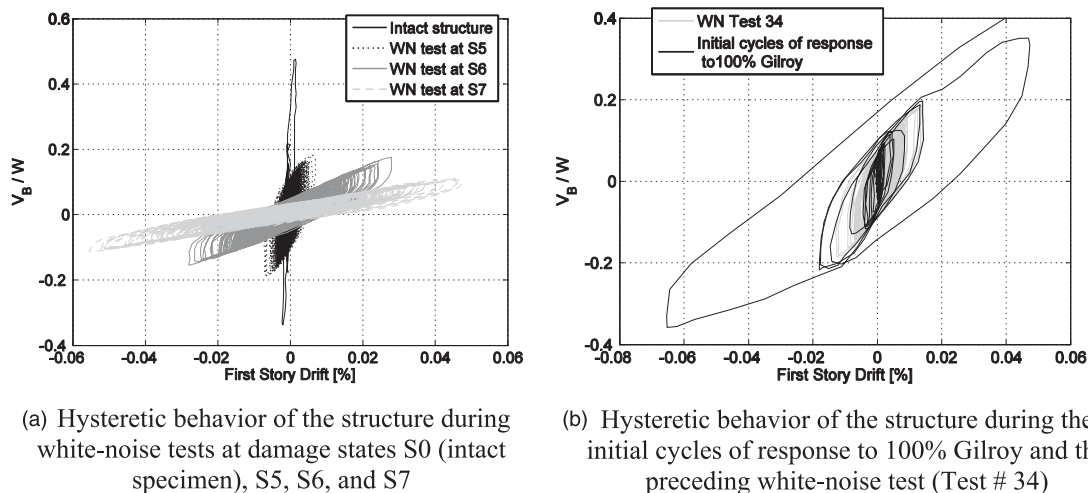 0.6
0.4
0.2
0
-0.2
-0.4
-0.06
-0.04
-0.02
0
0.02
0.04
0.06
V_B / W
First Story Drift [%]
Intact structure
WN test at S5
WN test at S6
WN test at S7
(a) Hysteretic behavior of the structure during
white-noise tests at damage states S0 (intact
specimen), S5, S6, and S7
0.4
0.2
0
-0.2
-0.4
-0.08
-0.06
-0.04
-0.02
0
0.02
0.04
0.06
V_B / W
First Story Drift [%]
WN Test 34
Initial cycles of response
to100% Gilroy
(b) Hysteretic behavior of the structure during the
initial cycles of response to 100% Gilroy and th
preceding white-noise test (Test # 34)